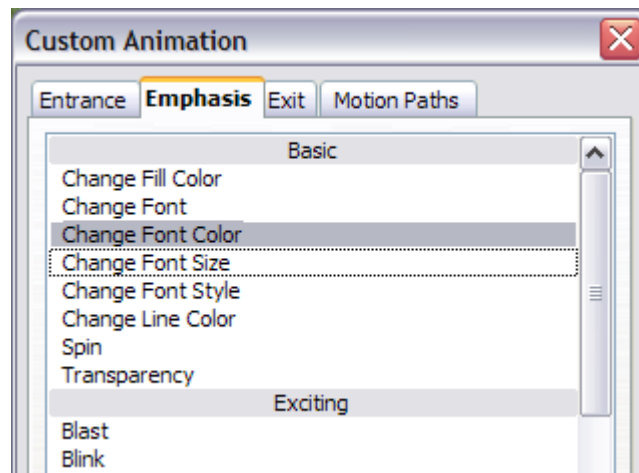 Custom Animation
Entrance Emphasis Exit Motion Paths
Basic
Change Fill Color
Change Font
Change Font Color
Change Font Size
Change Font Style
Change Line Color
Spin
Transparency
Exciting
Blast
Blink